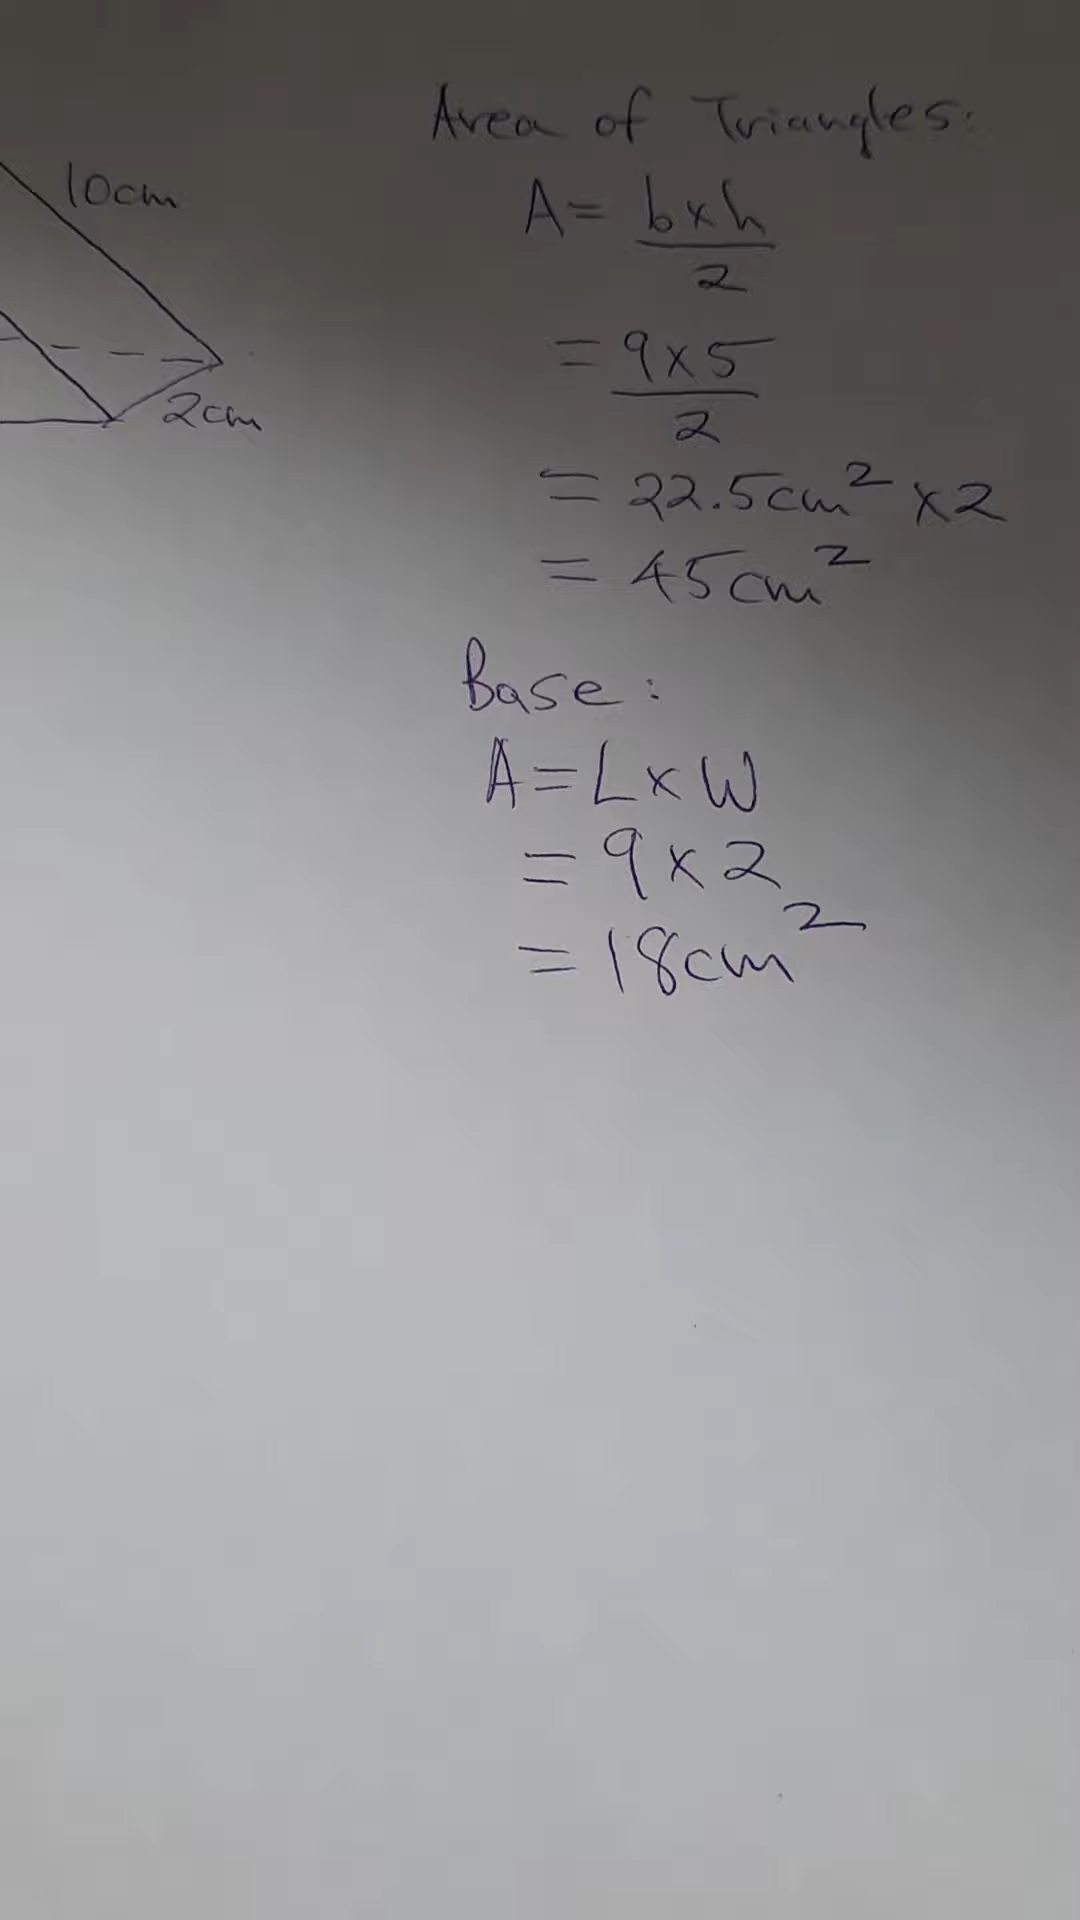 10cm
2cm
Area of Triangles:
A = b x h
2
= 9 x 5
2
= 22.5cm² x 2
= 45cm²
Base:
A = L x W
= 9 x 2
= 18cm²